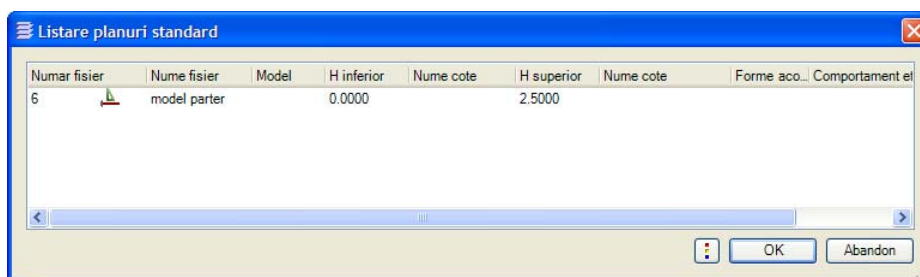 Listare planuri standard
Numar fisier Nume fisier Model H inferior Nume cote H superior Nume cote Forme aco... Comportament et
6 model parter 0.0000 2.5000
OK Abandon